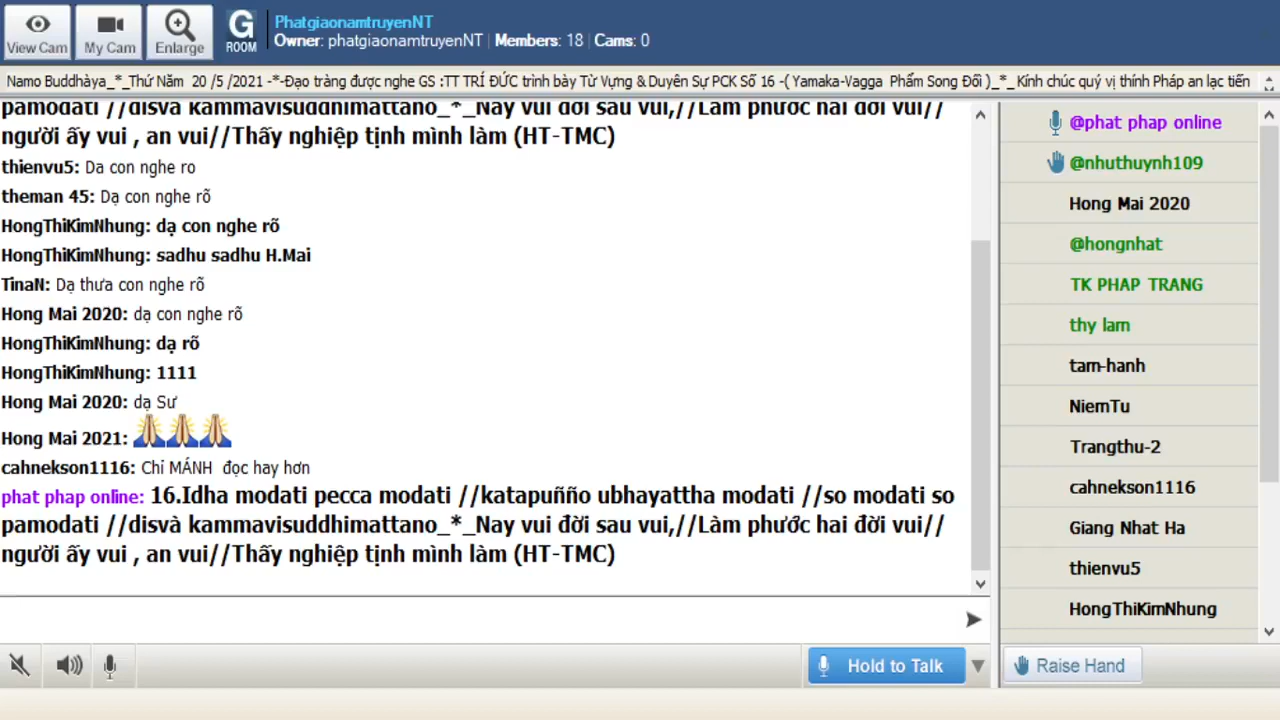 View Cam
My Cam
Enlarge
G
ROOM
PhatgiaonamtruyenNT
Owner: phatgiaonamtruyenNT | Members: 18 | Cams: 0
Namo Buddhàya_*_Thứ Năm 20 /5 /2021 -*-Đạo tràng được nghe GS :TT TRÍ ĐỨC trình bày Từ Vựng & Duyên Sự PCK Số 16 -( Yamaka-Vagga Phẩm Song Đối )_*_ Kính chúc quý vị thính Pháp an lạc tiến
pamodati //disvà kammavisuddhimattano_*_Nay vui đời sau vui,//Làm phước hai đời vui//
người ấy vui , an vui//Thấy nghiệp tịnh mình làm (HT-TMC)
thienvu5: Da con nghe ro
theman 45: Dạ con nghe rõ
HongThiKimNhung: dạ con nghe rõ
HongThiKimNhung: sadhu sadhu H.Mai
TinaN: Dạ thưa con nghe rõ
Hong Mai 2020: dạ con nghe rõ
HongThiKimNhung: dạ rõ
HongThiKimNhung: 1111
Hong Mai 2020: dạ Sư
Hong Mai 2021: 🙏🙏🙏
cahnekson1116: Chỉ MÁNH đọc hay hơn
phat phap online: 16.Idha modati pecca modati //katapuñño ubhayattha modati //so modati so
pamodati //disvà kammavisuddhimattano_*_Nay vui đời sau vui,//Làm phước hai đời vui//
người ấy vui , an vui//Thấy nghiệp tịnh mình làm (HT-TMC)
@phat phap online
@nhuthuynh109
Hong Mai 2020
@hongnhat
TK PHAP TRANG
thy lam
tam-hanh
NiemTu
Trangthu-2
cahnekson1116
Giang Nhat Ha
thienvu5
HongThiKimNhung
Hold to Talk
Raise Hand